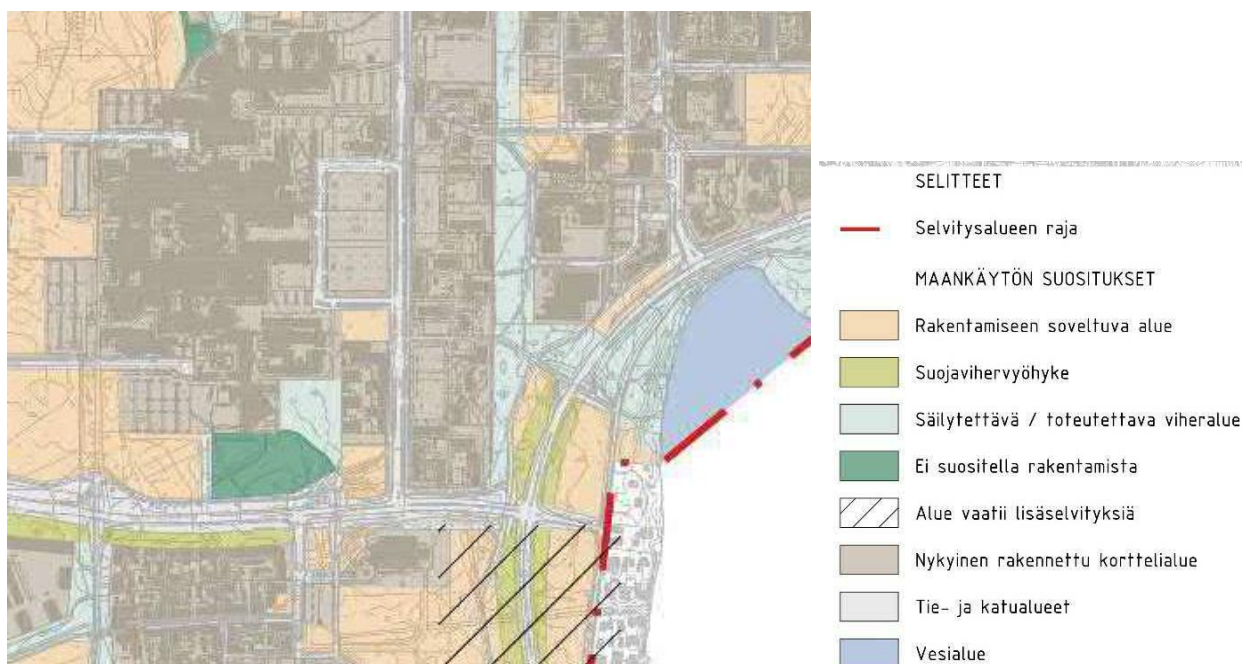 SELITTEET
Selvitysalueen raja
MAANKÄYTÖN SUOSITUKSET
Rakentamiseen soveltuva alue
Suojavihervyöhyke
Säilytettävä / toteutettava viheralue
Ei suositella rakentamista
Alue vaatii lisäselvityksiä
Nykyinen rakennettu korttelialue
Tie- ja katualueet
Vesialue